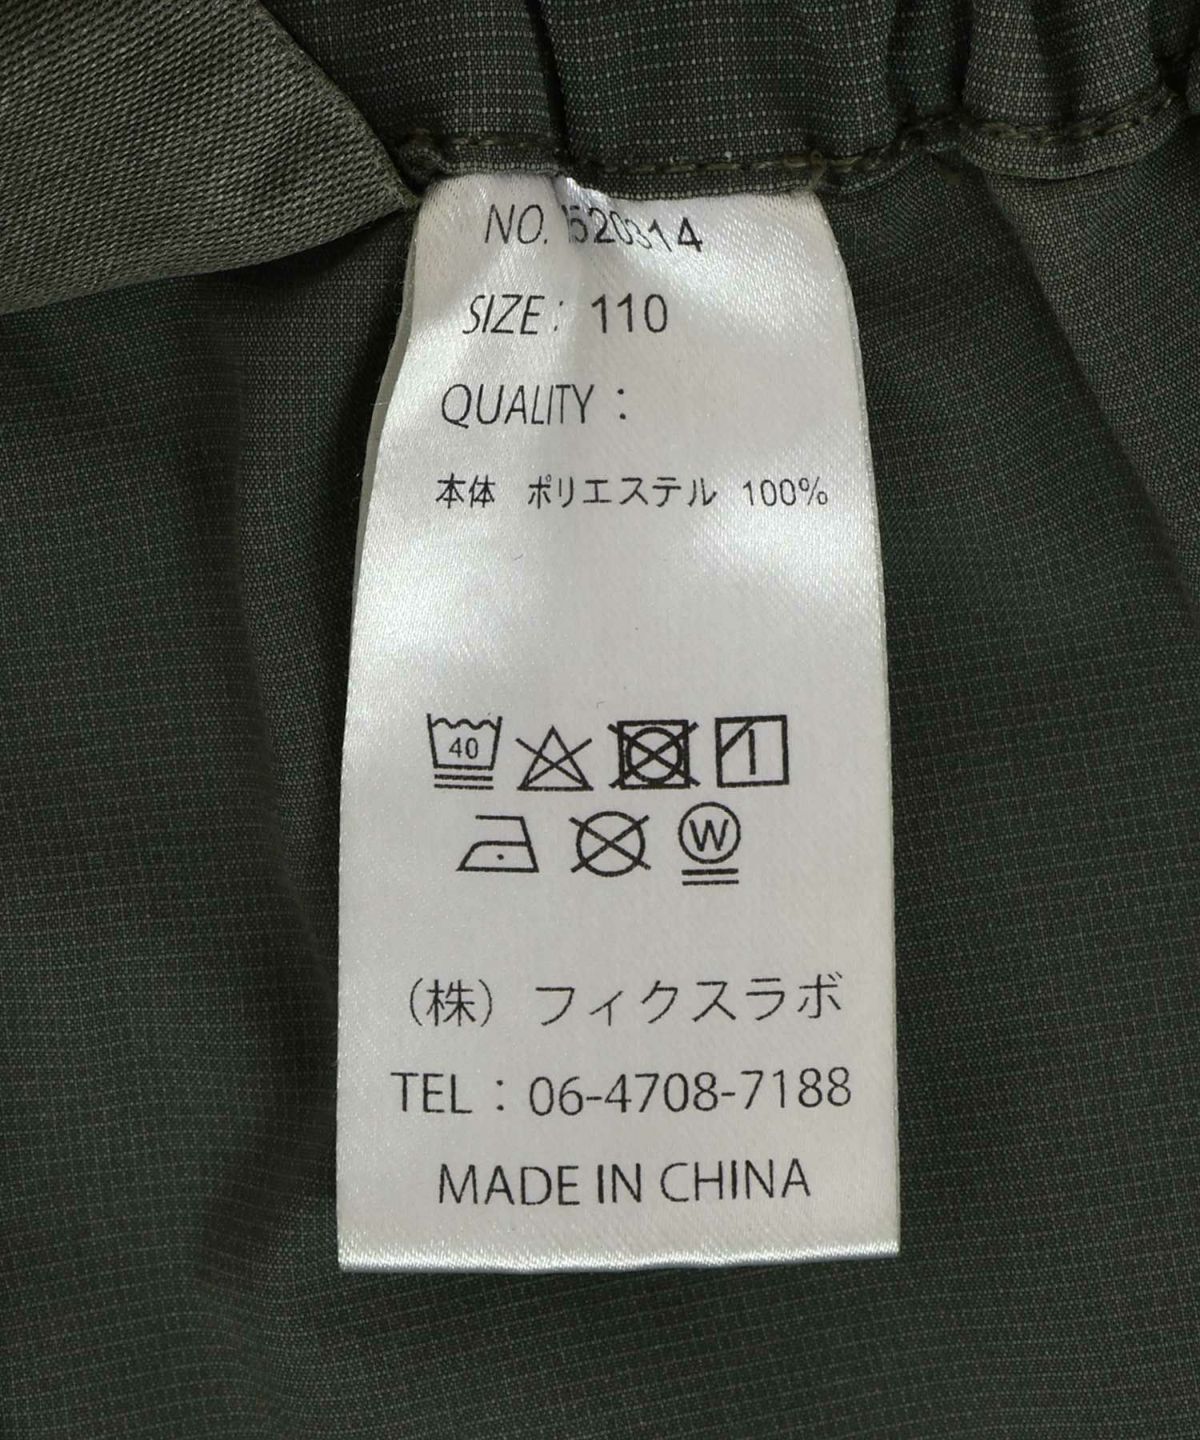 NO. 1520314
SIZE: 110
QUALITY :
本体 ポリエステル 100%
40
W
(株) フィクスラボ
TEL : 06-4708-7188
MADE IN CHINA